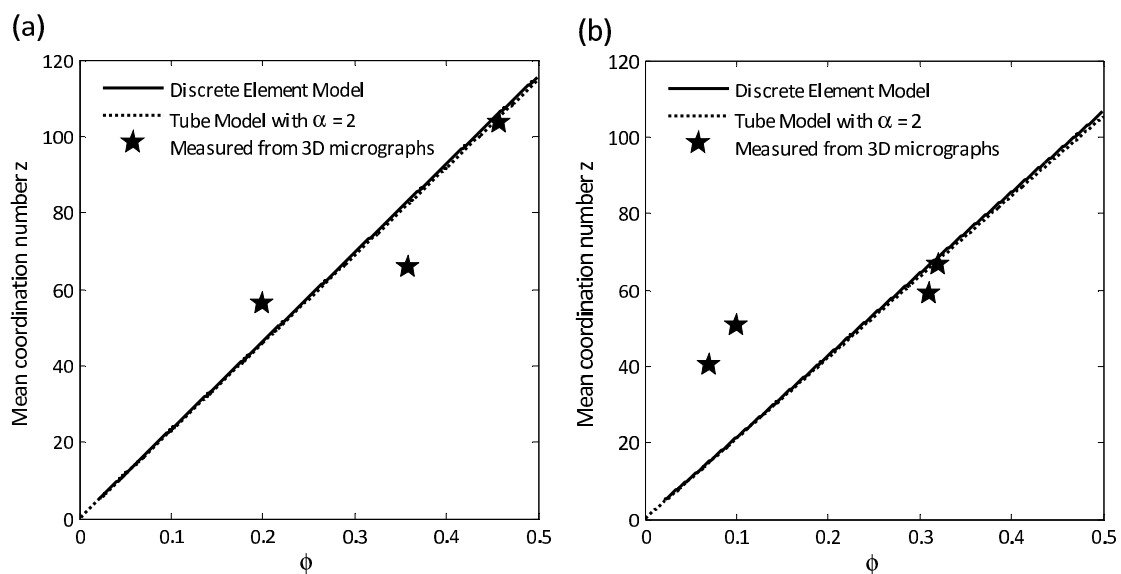 (a)
120
100
80
60
40
20
0
Mean coordination number z
Discrete Element Model
Tube Model with α = 2
Measured from 3D micrographs
0.1
0.2
0.3
0.4
0.5
0
ϕ
(b)
120
100
80
60
40
20
0
Mean coordination number z
Discrete Element Model
Tube Model with α = 2
Measured from 3D micrographs
0
0.1
0.2
0.3
0.4
0.5
ϕ